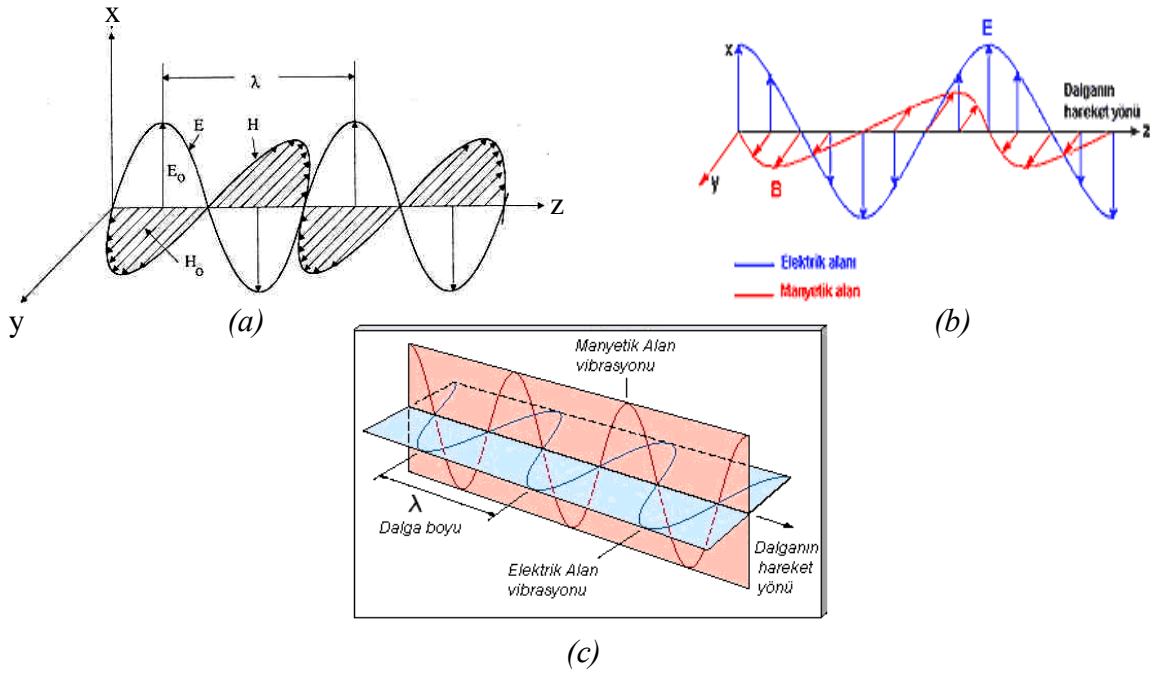 X
λ
E
H
E₀
Z
H₀
y
(a)
E
x
Dalganın
hareket yönü
z
y
B
Elektrik alanı
Manyetik alan
(b)
Manyetik Alan
vibrasyonu
λ
Dalga boyu
Elektrik Alan
vibrasyonu
Dalganın
hareket
yönü
(c)